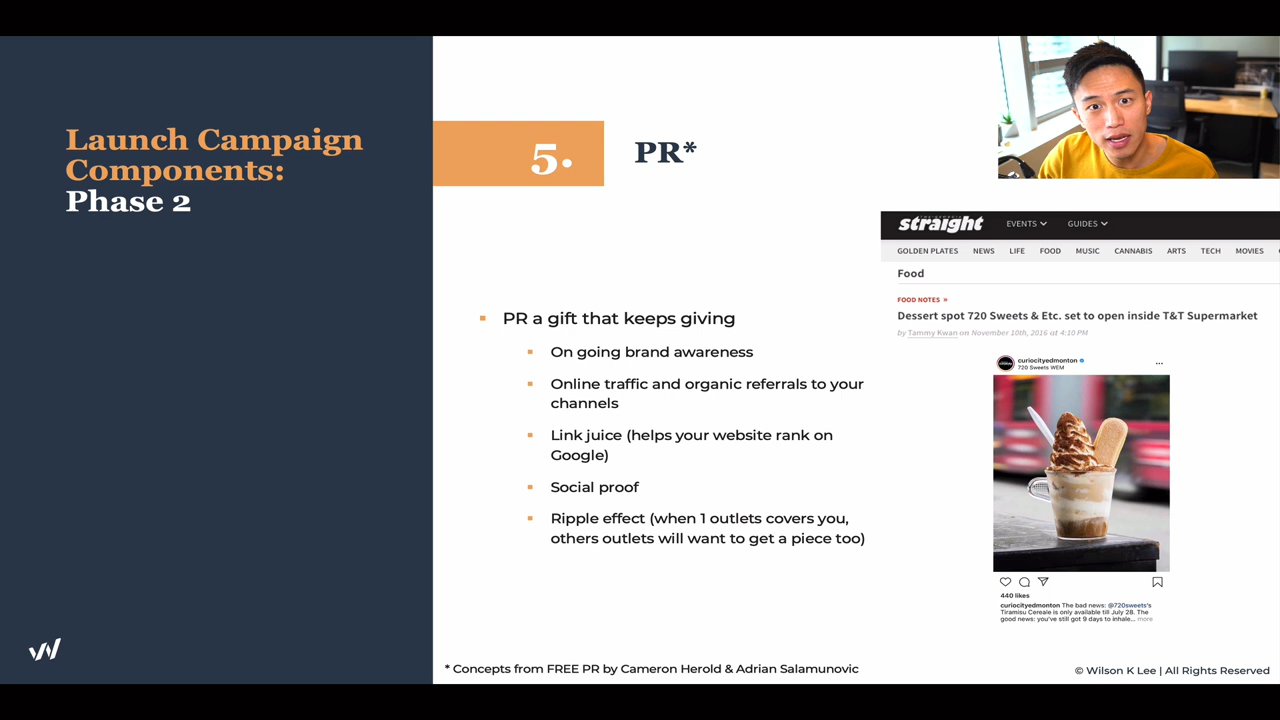 Launch Campaign
Components:
Phase 2
5.
PR*
PR a gift that keeps giving
On going brand awareness
Online traffic and organic referrals to your
channels
Link juice (helps your website rank on
Google)
Social proof
Ripple effect (when 1 outlets covers you,
others outlets will want to get a piece too)
straight
EVENTS
GUIDES
GOLDEN PLATES NEWS LIFE FOOD MUSIC CANNABIS ARTS TECH MOVIES
Food
FOOD NOTES »
Dessert spot 720 Sweets & Etc. set to open inside T&T Supermarket
by Tammy Kwan on November 10th, 2016 at 4:10 PM
curiocityedmonton
720 Sweets WEM
440 likes
curiocityedmonton The bad news: @720sweets's
Tiramisu Cereale is only available till July 28. The
good news: you've still got 9 days to inhale... more
* Concepts from FREE PR by Cameron Herold & Adrian Salamunovic
© Wilson K Lee | All Rights Reserved